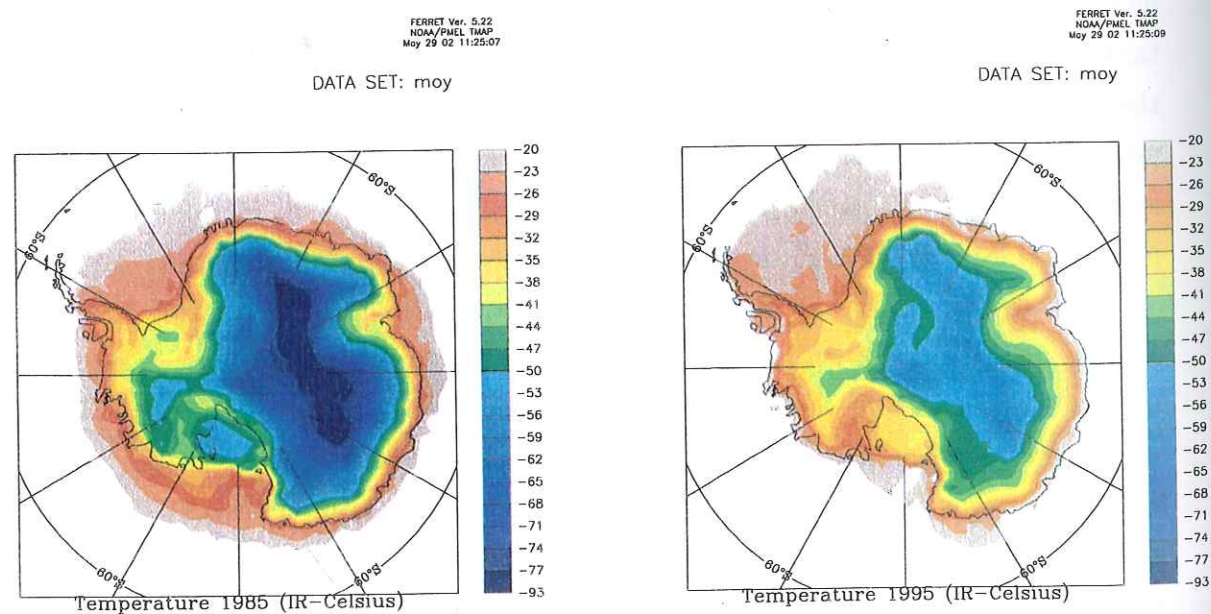 FERRET Ver. 5.22
NOAA/PMEL TMAP
May 29 02 11:25:07
DATA SET: moy
60°S
60°S
60°S
60°S
-20
-23
-26
-29
-32
-35
-38
-41
-44
-47
-50
-53
-56
-59
-62
-65
-68
-71
-74
-77
-93
Temperature 1985 (IR-Celsius)
FERRET Ver. 5.22
NOAA/PMEL TMAP
May 29 02 11:25:09
DATA SET: moy
60°S
60°S
60°S
60°S
-20
-23
-26
-29
-32
-35
-38
-41
-44
-47
-50
-53
-56
-59
-62
-65
-68
-71
-74
-77
-93
Temperature 1995 (IR-Celsius)